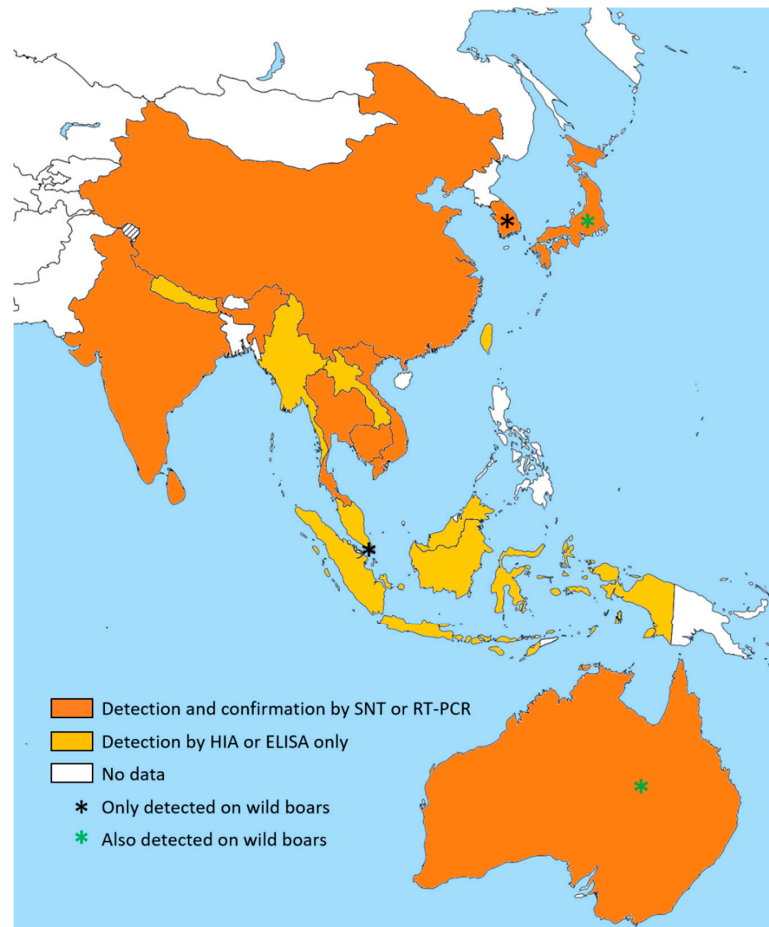 Detection and confirmation by SNT or RT-PCR
Detection by HIA or ELISA only
No data
* Only detected on wild boars
* Also detected on wild boars